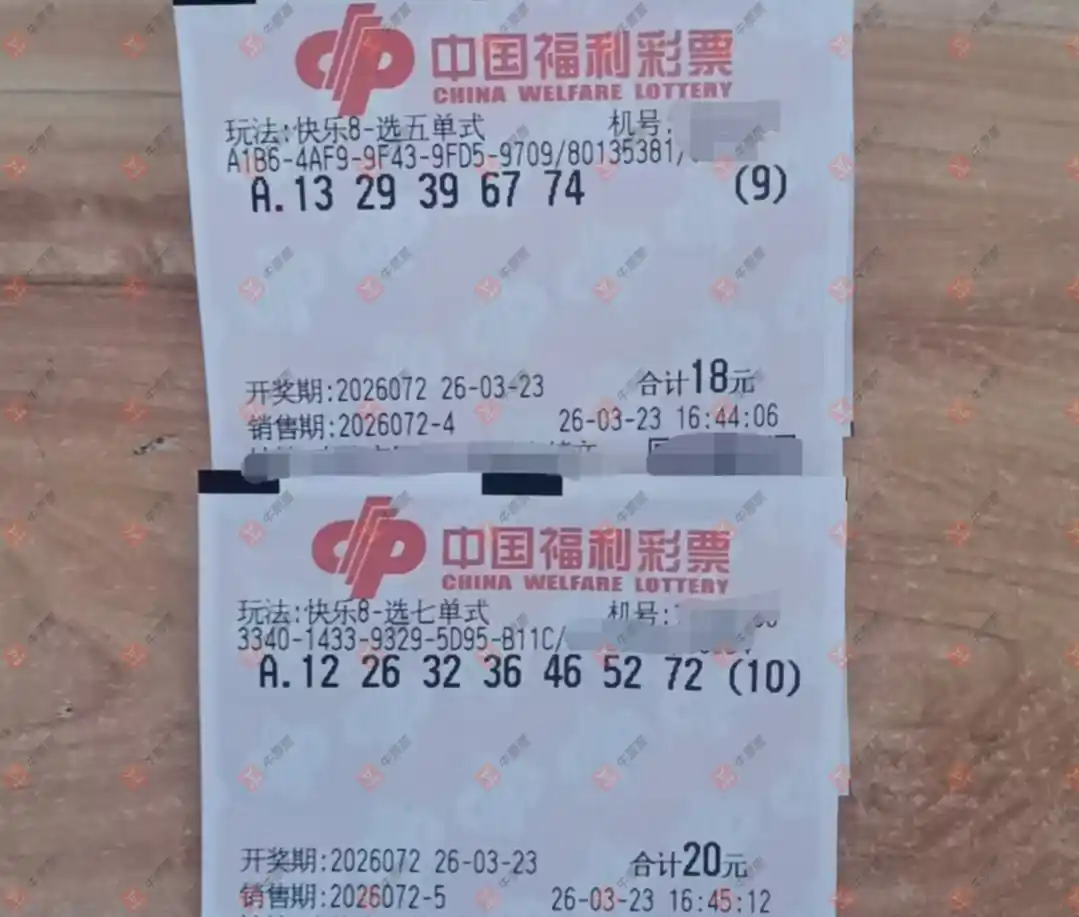 中国福利彩票
CHINA WELFARE LOTTERY
玩法:快乐8-选五单式 机号:
A1B6-4AF9-9F43-9FD5-9709/80135381/
A.13 29 39 67 74 (9)
开奖期:2026072 26-03-23 合计18元
销售期:2026072-4 26-03-23 16:44:06
中国福利彩票
CHINA WELFARE LOTTERY
玩法:快乐8-选七单式 机号:
3340-1433-9329-5D95-B11C/
A.12 26 32 36 46 52 72 (10)
开奖期:2026072 26-03-23 合计20元
销售期:2026072-5 26-03-23 16:45:12